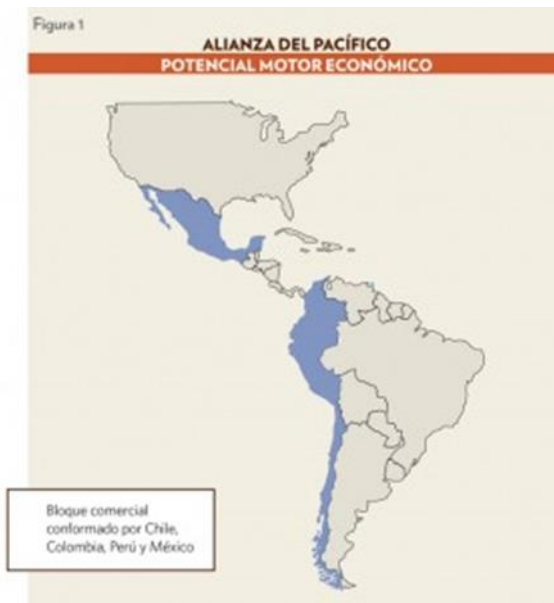 Figura 1
ALIANZA DEL PACÍFICO
POTENCIAL MOTOR ECONÓMICO
Bloque comercial
conformado por Chile,
Colombia, Perú y México